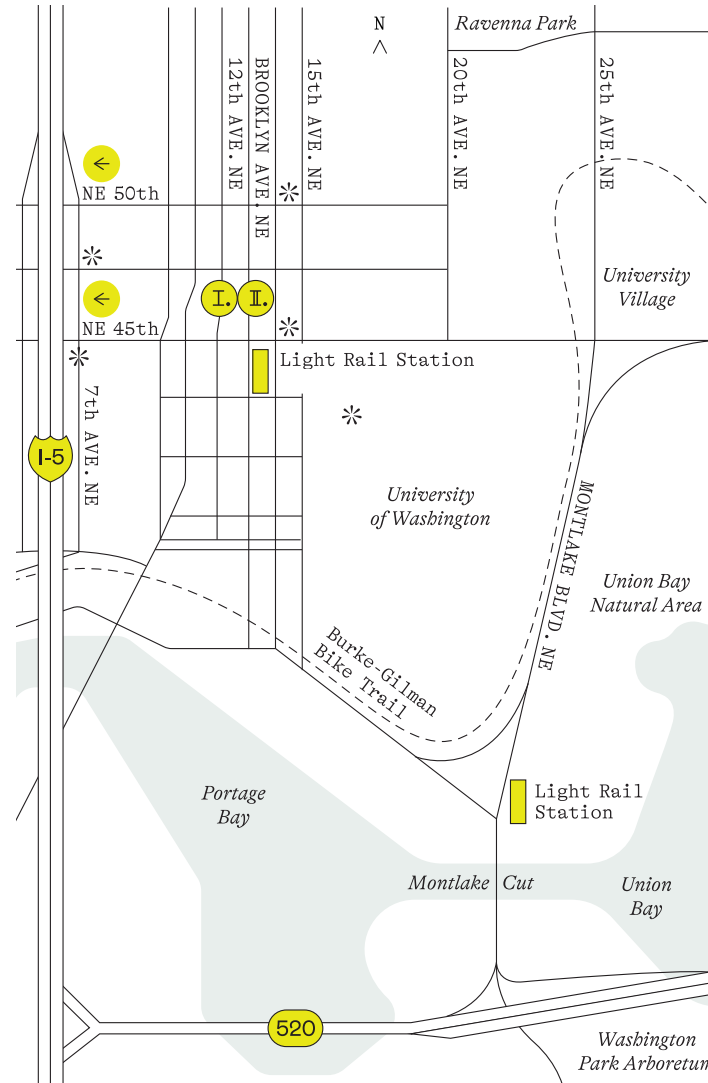 N
Ravenna Park
12th AVE. NE
BROOKLYN AVE. NE
15th AVE. NE
20th AVE. NE
25th AVE. NE
NE 50th
University
Village
I.
II.
NE 45th
Light Rail Station
7th AVE. NE
I-5
University
of Washington
MONTLAKE BLVD. NE
Union Bay
Natural Area
Burke-Gilman
Bike Trail
Portage
Bay
Light Rail
Station
Montlake Cut
Union
Bay
520
Washington
Park Arboretum